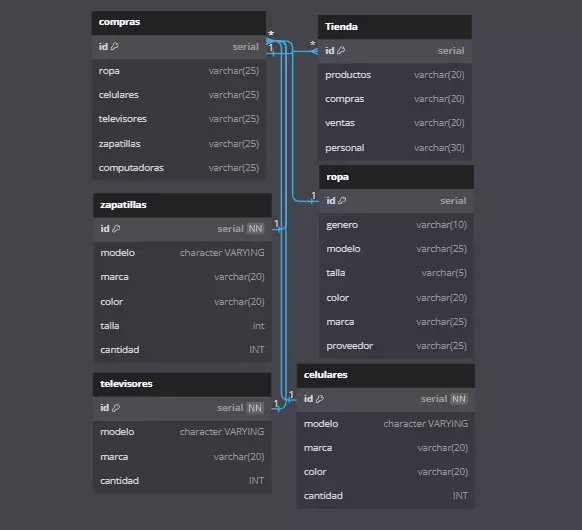 compras
id serial
ropa varchar(25)
celulares varchar(25)
televisores varchar(25)
zapatillas varchar(25)
computadoras varchar(25)
* 1 *
Tienda
id serial
productos varchar(20)
compras varchar(20)
ventas varchar(20)
personal varchar(30)
zapatillas
id serial NN
modelo character VARYING
marca varchar(20)
color varchar(20)
talla int
cantidad INT
1
ropa
1
id serial
genero varchar(10)
modelo varchar(25)
talla varchar(5)
color varchar(20)
marca varchar(25)
proveedor varchar(25)
televisores
id serial NN
modelo character VARYING
marca varchar(20)
cantidad INT
1
celulares
1
id serial NN
modelo character VARYING
marca varchar(20)
color varchar(20)
cantidad INT